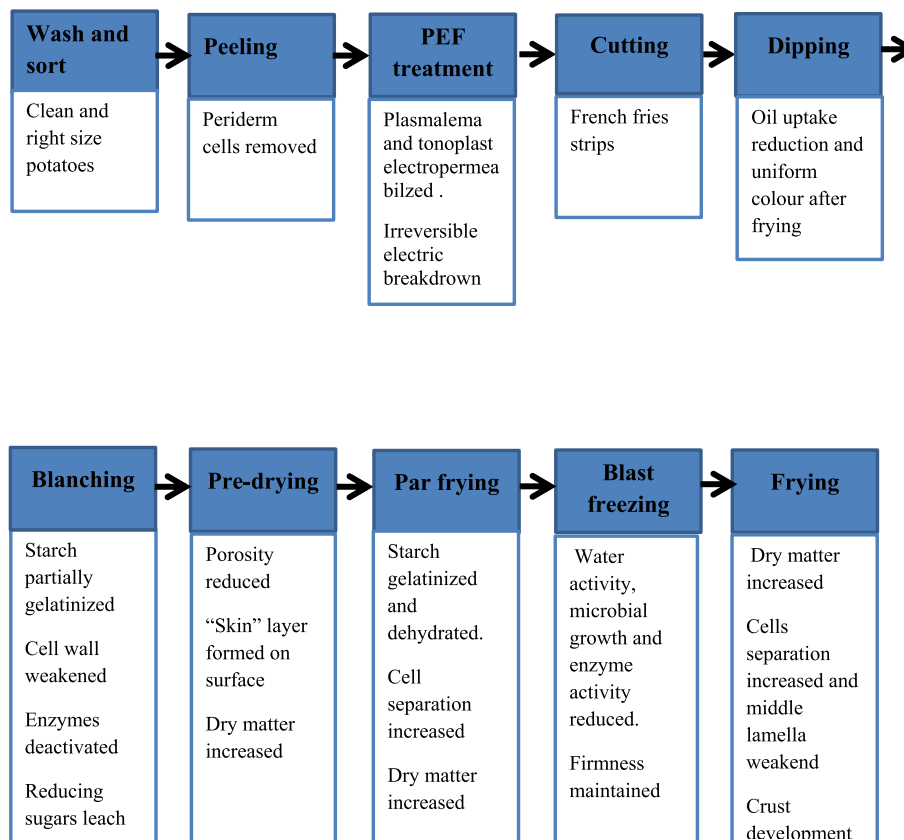 Wash and
sort
Clean and
right size
potatoes
Peeling
Periderm
cells removed
PEF
treatment
Plasmalema
and tonoplast
electropermea
bilzed .
Irreversible
electric
breakdrown
Cutting
French fries
strips
Dipping
Oil uptake
reduction and
uniform
colour after
frying
Blanching
Starch
partially
gelatinized
Cell wall
weakened
Enzymes
deactivated
Reducing
sugars leach
Pre-drying
Porosity
reduced
“Skin” layer
formed on
surface
Dry matter
increased
Par frying
Starch
gelatinized
and
dehydrated.
Cell
separation
increased
Dry matter
increased
Blast
freezing
Water
activity,
microbial
growth and
enzyme
activity
reduced.
Firmness
maintained
Frying
Dry matter
increased
Cells
separation
increased and
middle
lamella
weakend
Crust
development